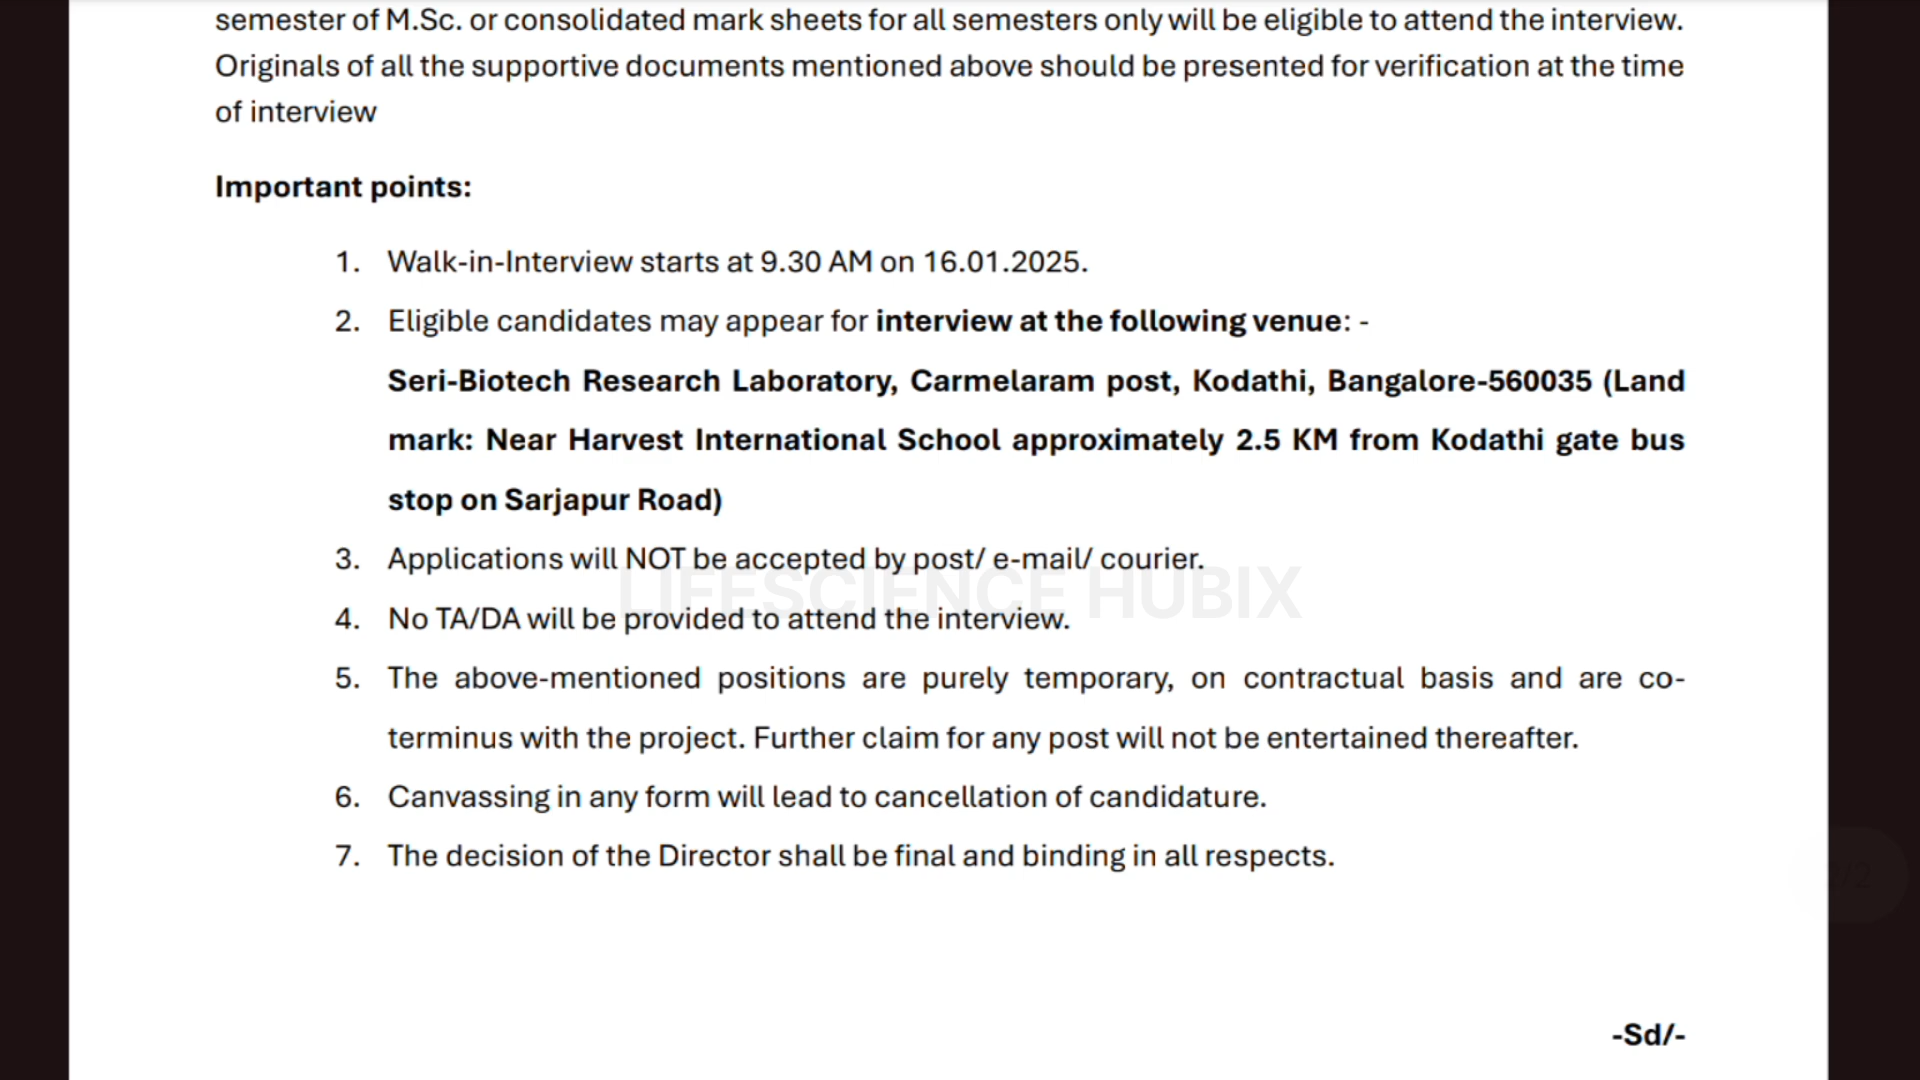 semester of M.Sc. or consolidated mark sheets for all semesters only will be eligible to attend the interview.
Originals of all the supportive documents mentioned above should be presented for verification at the time
of interview
Important points:
1. Walk-in-Interview starts at 9.30 AM on 16.01.2025.
2. Eligible candidates may appear for interview at the following venue: -
Seri-Biotech Research Laboratory, Carmelaram post, Kodathi, Bangalore-560035 (Land
mark: Near Harvest International School approximately 2.5 KM from Kodathi gate bus
stop on Sarjapur Road)
3. Applications will NOT be accepted by post/ e-mail/ courier.
LIFESCIENCE HUBIX
4. No TA/DA will be provided to attend the interview.
5. The above-mentioned positions are purely temporary, on contractual basis and are co-
terminus with the project. Further claim for any post will not be entertained thereafter.
6. Canvassing in any form will lead to cancellation of candidature.
7. The decision of the Director shall be final and binding in all respects.
-Sd/-